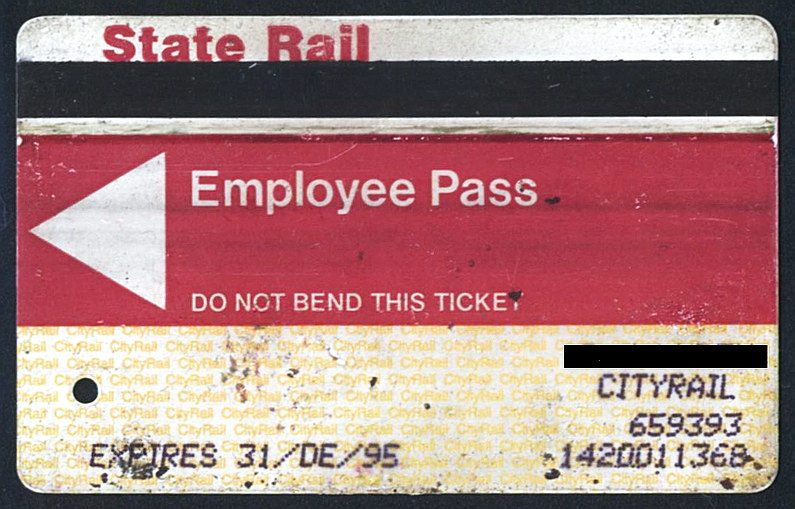 State Rail
Employee Pass
DO NOT BEND THIS TICKET
CITYRAIL
659393
EXPIRES 31/DE/95
1420011368